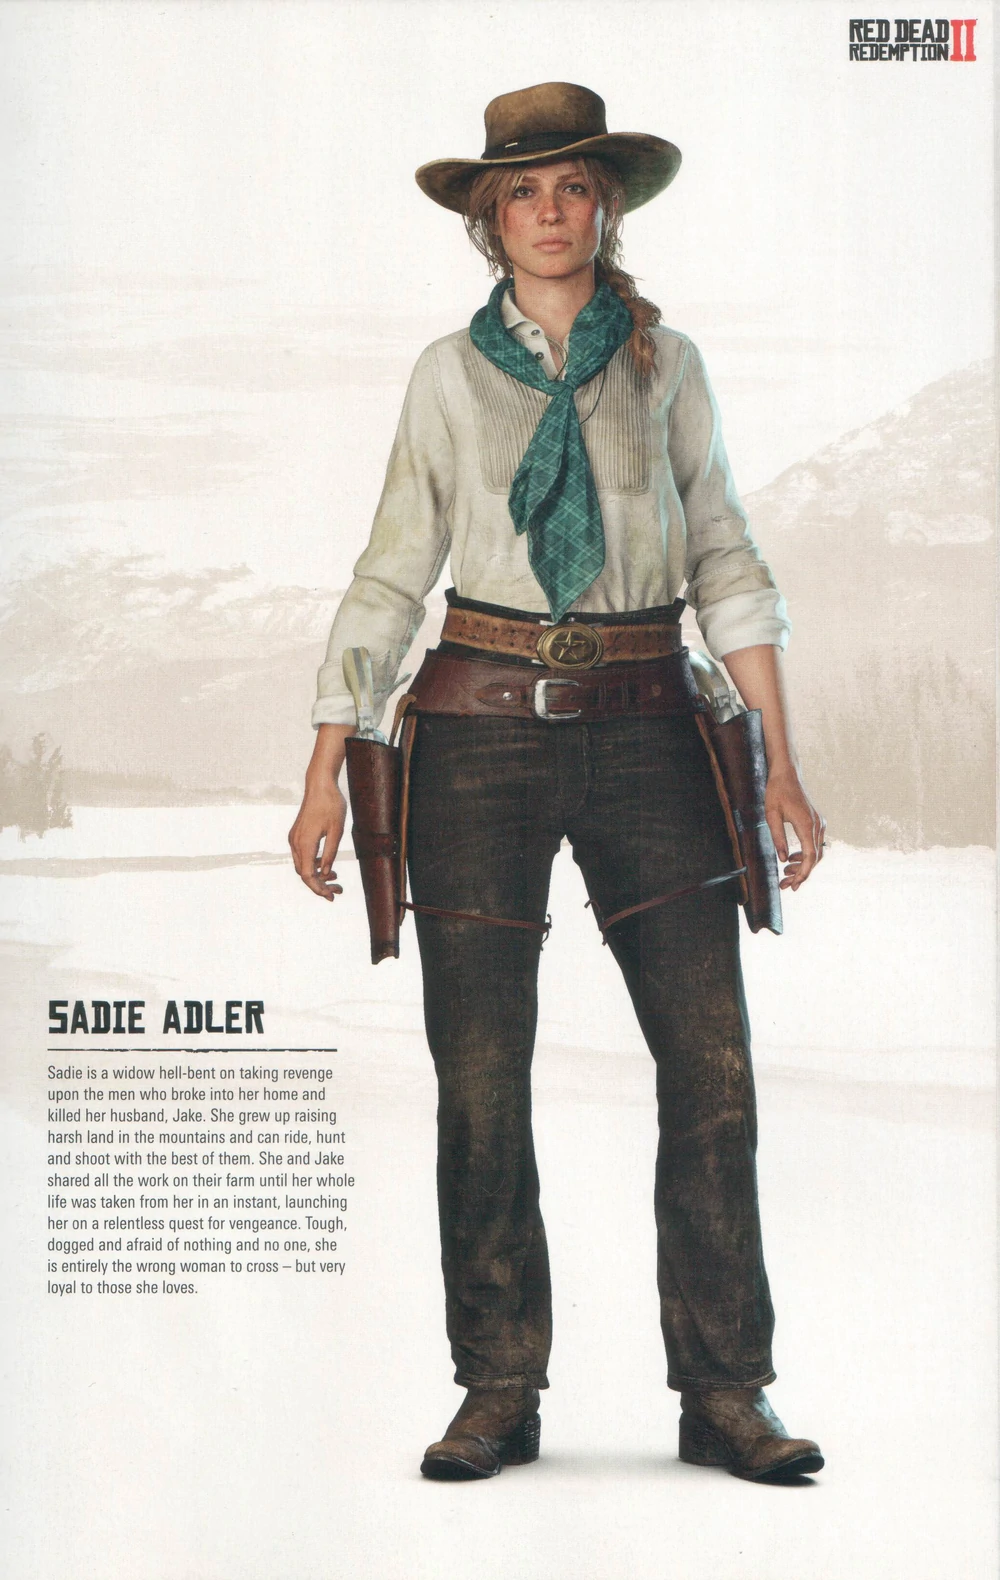 RED DEAD
REDEMPTION II
SADIE ADLER
Sadie is a widow hell-bent on taking revenge
upon the men who broke into her home and
killed her husband, Jake. She grew up raising
harsh land in the mountains and can ride, hunt
and shoot with the best of them. She and Jake
shared all the work on their farm until her whole
life was taken from her in an instant, launching
her on a relentless quest for vengeance. Tough,
dogged and afraid of nothing and no one, she
is entirely the wrong woman to cross – but very
loyal to those she loves.